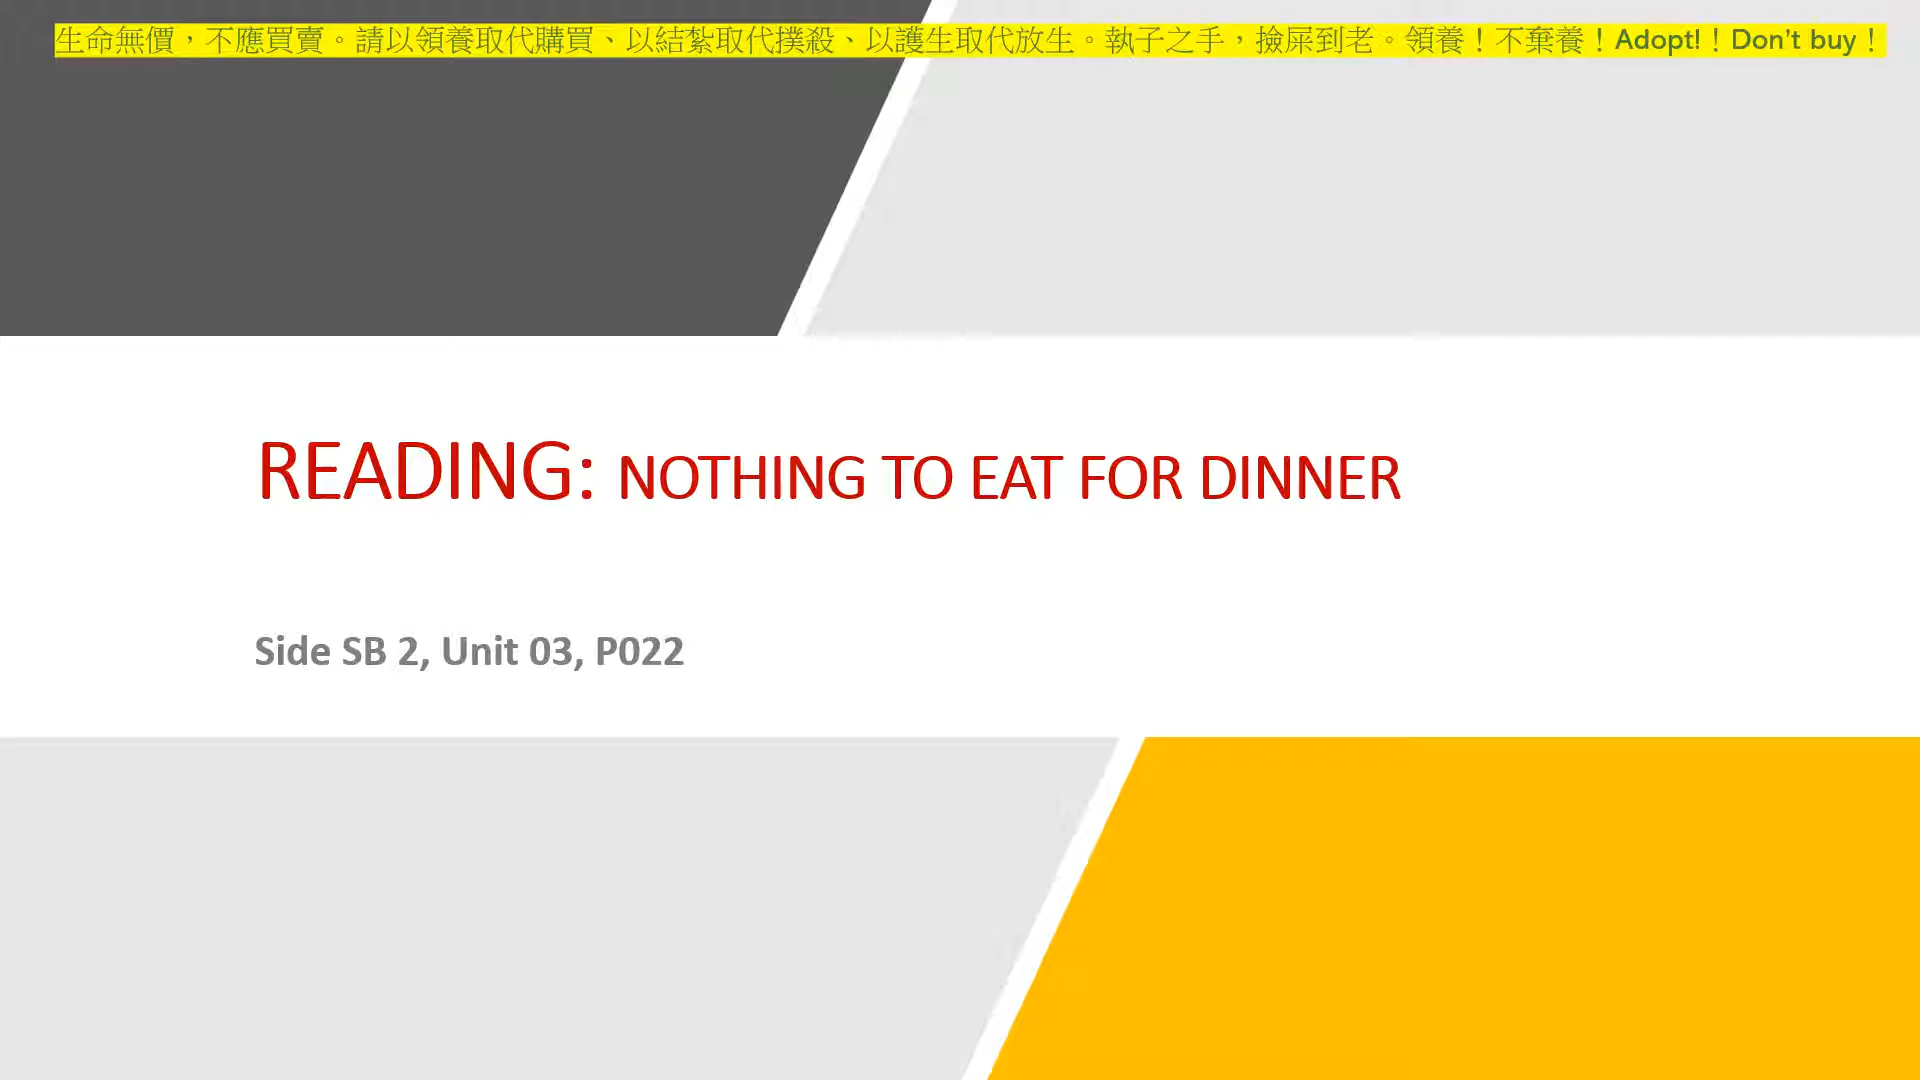 生命無價，不應買賣。請以領養取代購買、以結紮取代撲殺、以護生取代放生。執子之手，撿屎到老。領養！不棄養！Adopt!！Don't buy！
READING: NOTHING TO EAT FOR DINNER
Side SB 2, Unit 03, P022